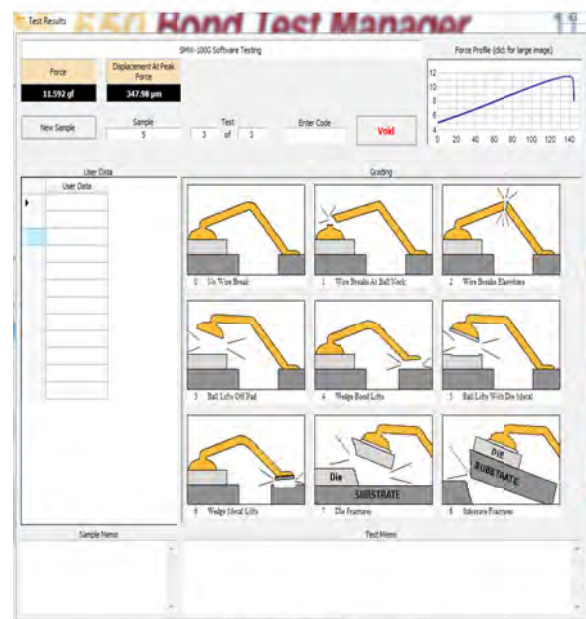 650 Bond Test Manager
Test Results
SMW-100G Software Testing
Force Profile (click for large image)
Force
Displacement At Peak
Force
11.592 gf
347.98 µm
12
10
8
6
4
0 20 40 60 80 100 120 140
New Sample
Sample
5
Test
3 of 3
Enter Code
Void
User Data
Grading
User Data
0 No Wire Break
1 Wire Breaks At Ball Neck
2 Wire Breaks Elsewhere
3 Ball Lifts Off Pad
4 Wedge Bond Lifts
5 Ball Lifts With Die Metal
6 Wedge Metal Lifts
Die
SUBSTRATE
7 Die Fractures
DIE
SUBSTRATE
8 Substrate Fractures
Sample Memo
Test Memo